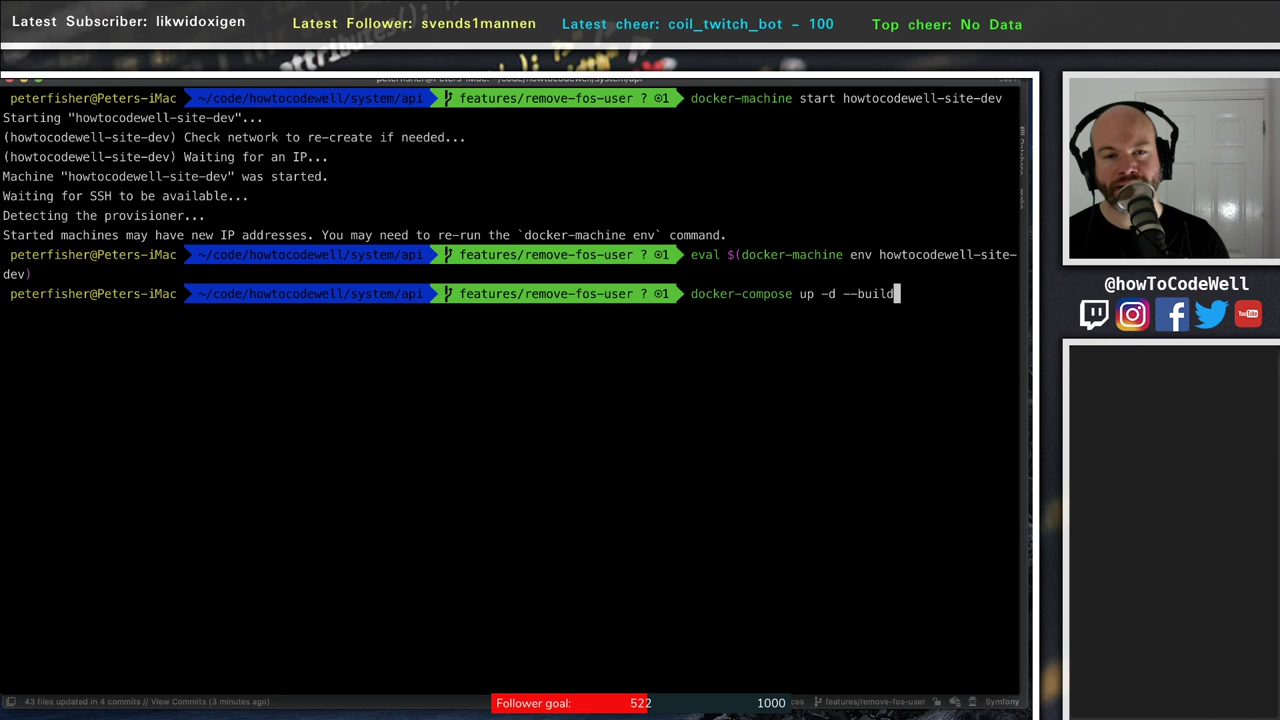 Latest Subscriber: likwidoxigen
Latest Follower: svends1mannen
Latest cheer: coil_twitch_bot - 100
Top cheer: No Data
peterfisher@Peters-iMac ~/code/howtocodewell/system/api features/remove-fos-user ? ⊙1 docker-machine start howtocodewell-site-dev
Starting "howtocodewell-site-dev"...
(howtocodewell-site-dev) Check network to re-create if needed...
(howtocodewell-site-dev) Waiting for an IP...
Machine "howtocodewell-site-dev" was started.
Waiting for SSH to be available...
Detecting the provisioner...
Started machines may have new IP addresses. You may need to re-run the `docker-machine env` command.
peterfisher@Peters-iMac ~/code/howtocodewell/system/api features/remove-fos-user ? ⊙1 eval $(docker-machine env howtocodewell-site-
dev)
peterfisher@Peters-iMac ~/code/howtocodewell/system/api features/remove-fos-user ? ⊙1 docker-compose up -d --build
@howToCodeWell
43 files updated in 4 commits // View Commits (3 minutes ago)
Follower goal: 522 1000
features/remove-fos-user
Symfony